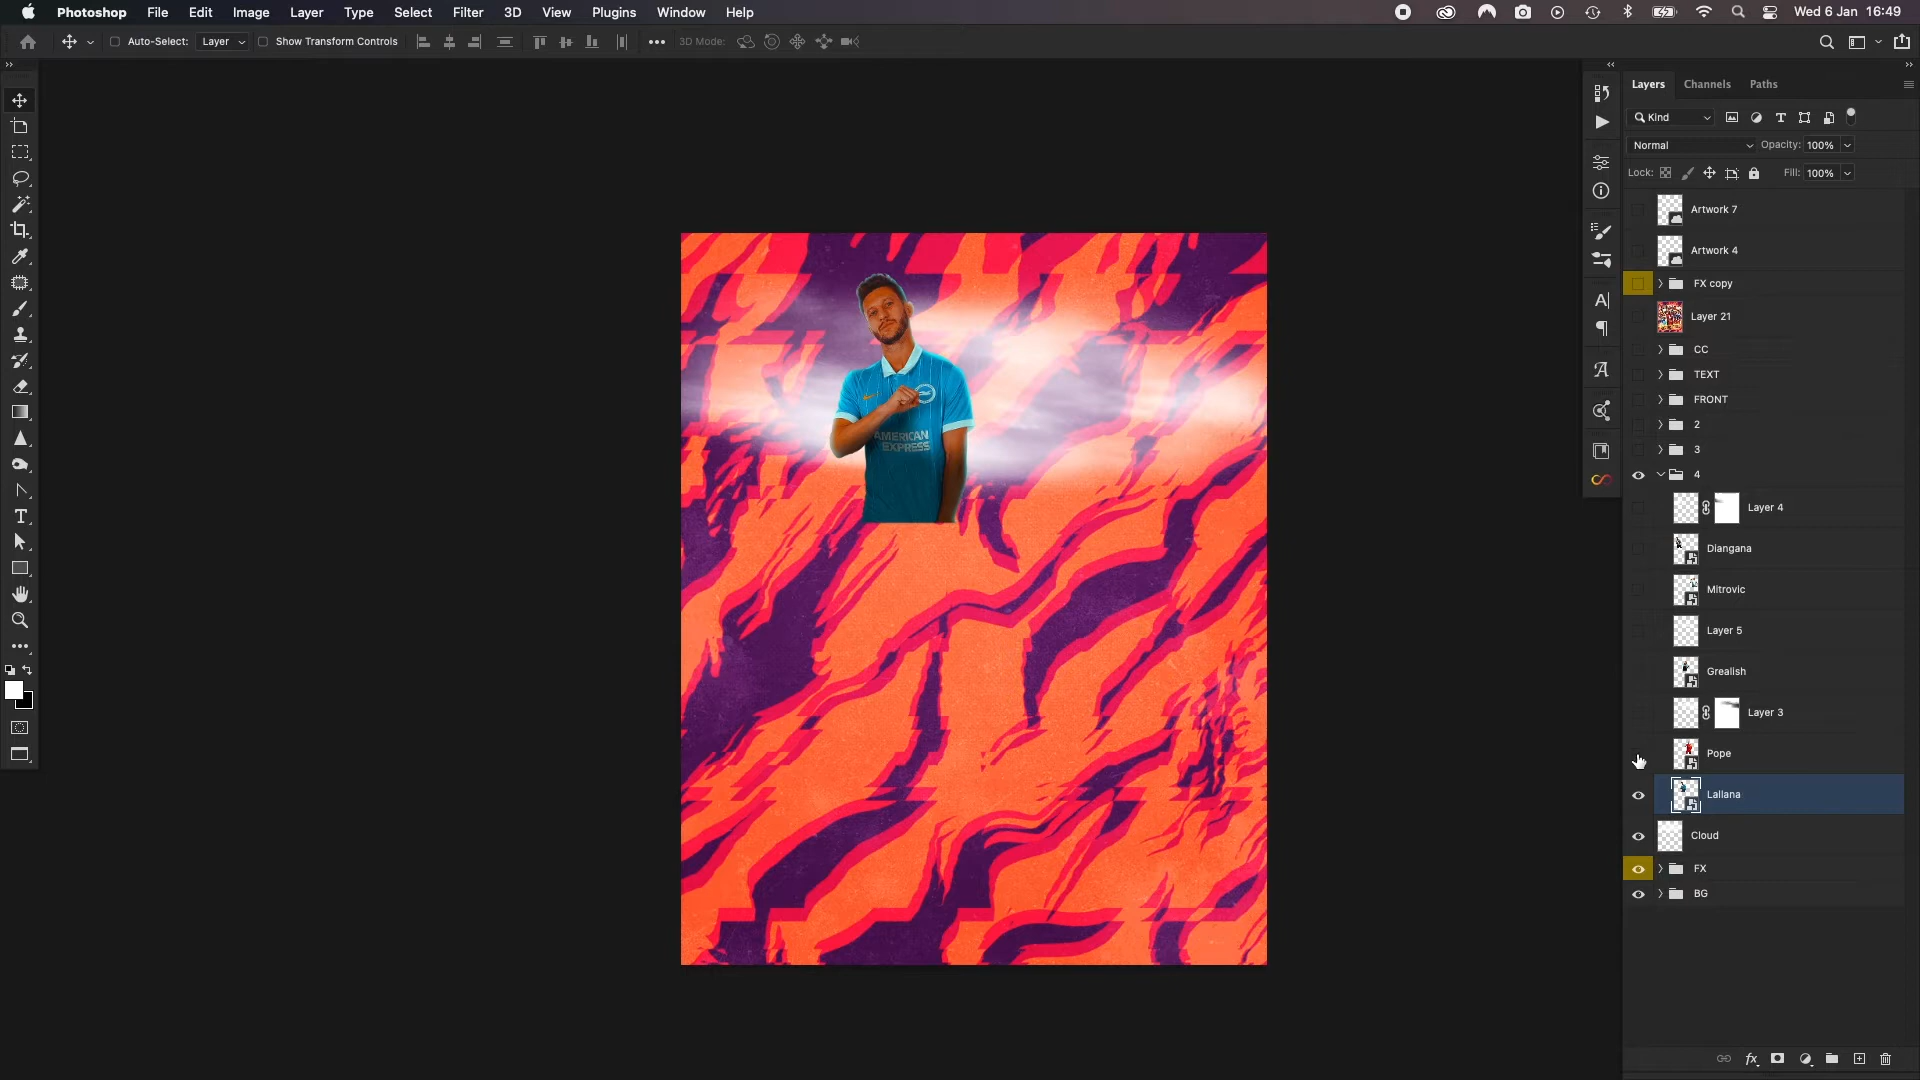 Photoshop File Edit Image Layer Type Select Filter 3D View Plugins Window Help Wed 6 Jan 16:49
Auto-Select: Layer Show Transform Controls 3D Mode:
Layers Channels Paths
Kind
Normal Opacity: 100%
Lock: Fill: 100%
Artwork 7
Artwork 4
FX copy
Layer 21
CC
TEXT
FRONT
2
3
4
Layer 4
Diangana
Mitrovic
Layer 5
Grealish
Layer 3
Pope
Lallana
Cloud
FX
BG
AMERICAN
EXPRESS